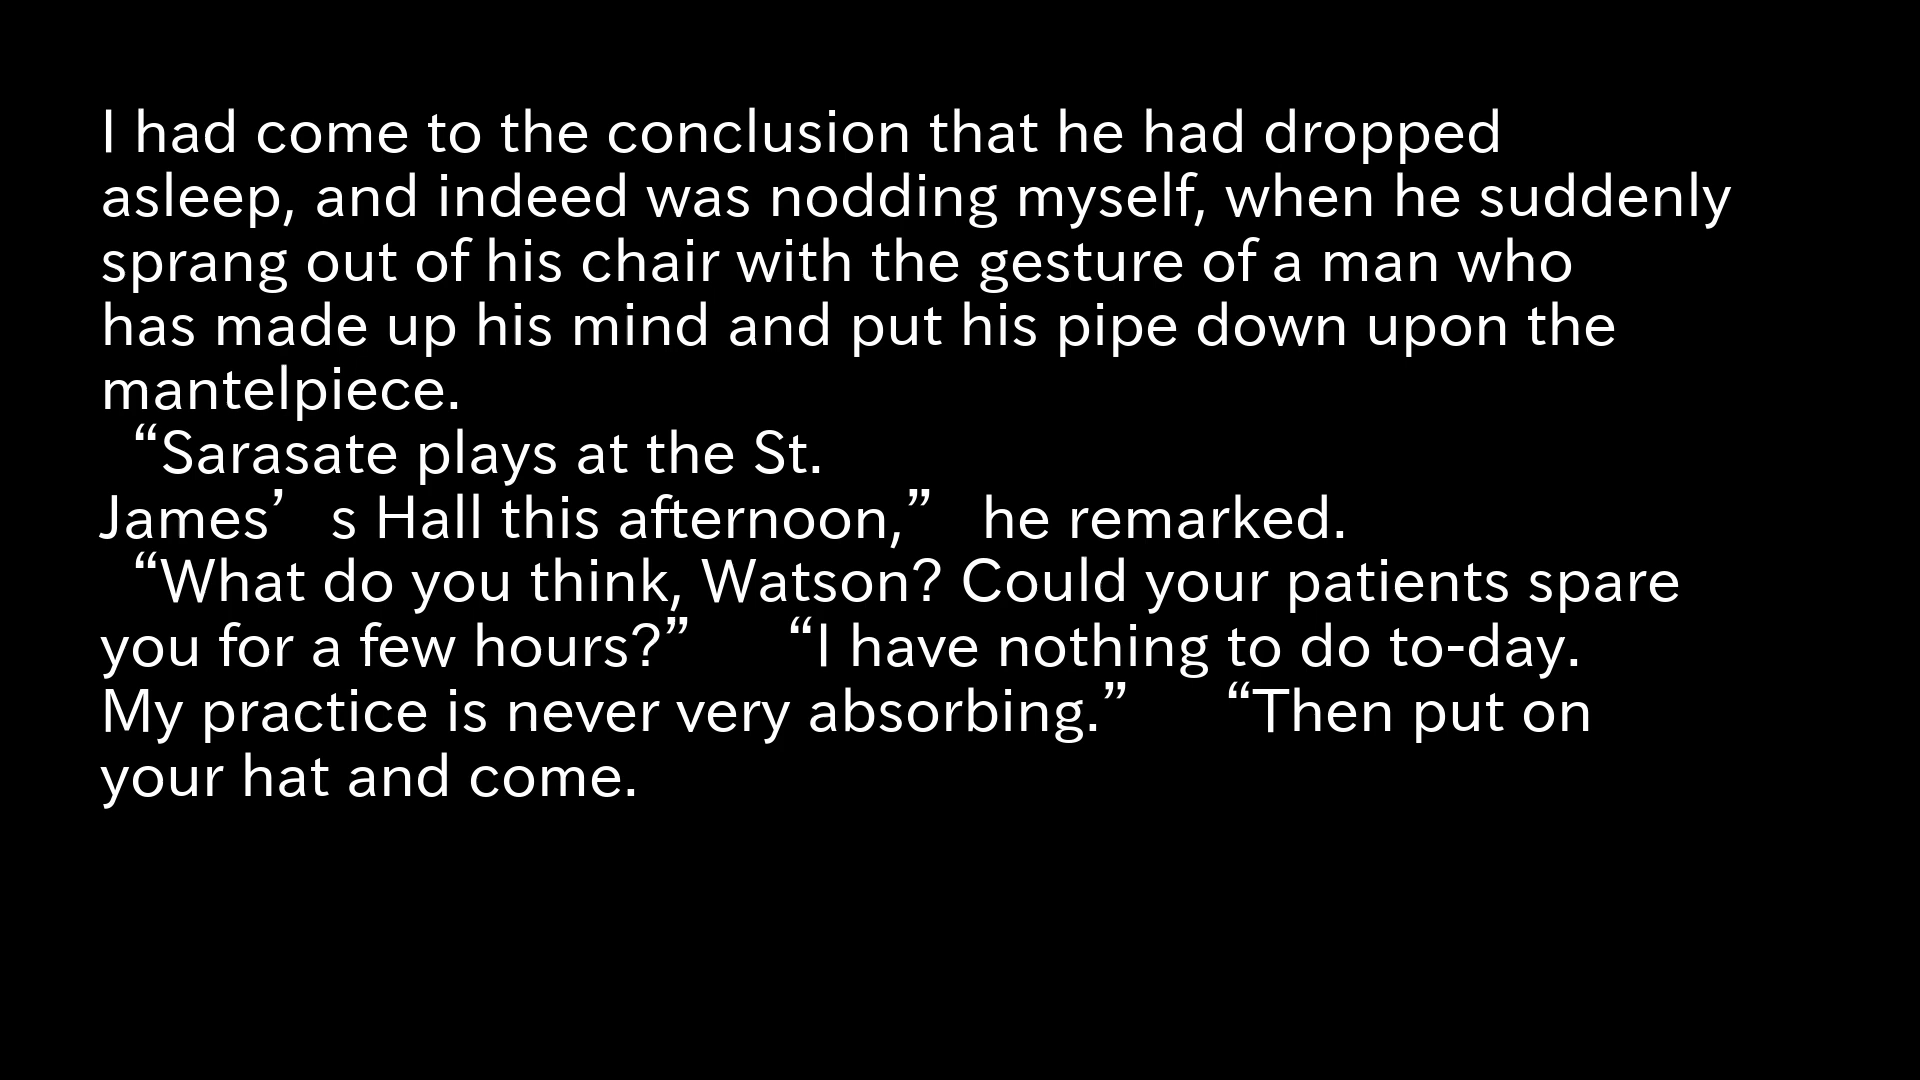 I had come to the conclusion that he had dropped
asleep, and indeed was nodding myself, when he suddenly
sprang out of his chair with the gesture of a man who
has made up his mind and put his pipe down upon the
mantelpiece.
“Sarasate plays at the St.
James’s Hall this afternoon,” he remarked.
“What do you think, Watson? Could your patients spare
you for a few hours?” “I have nothing to do to-day.
My practice is never very absorbing.” “Then put on
your hat and come.